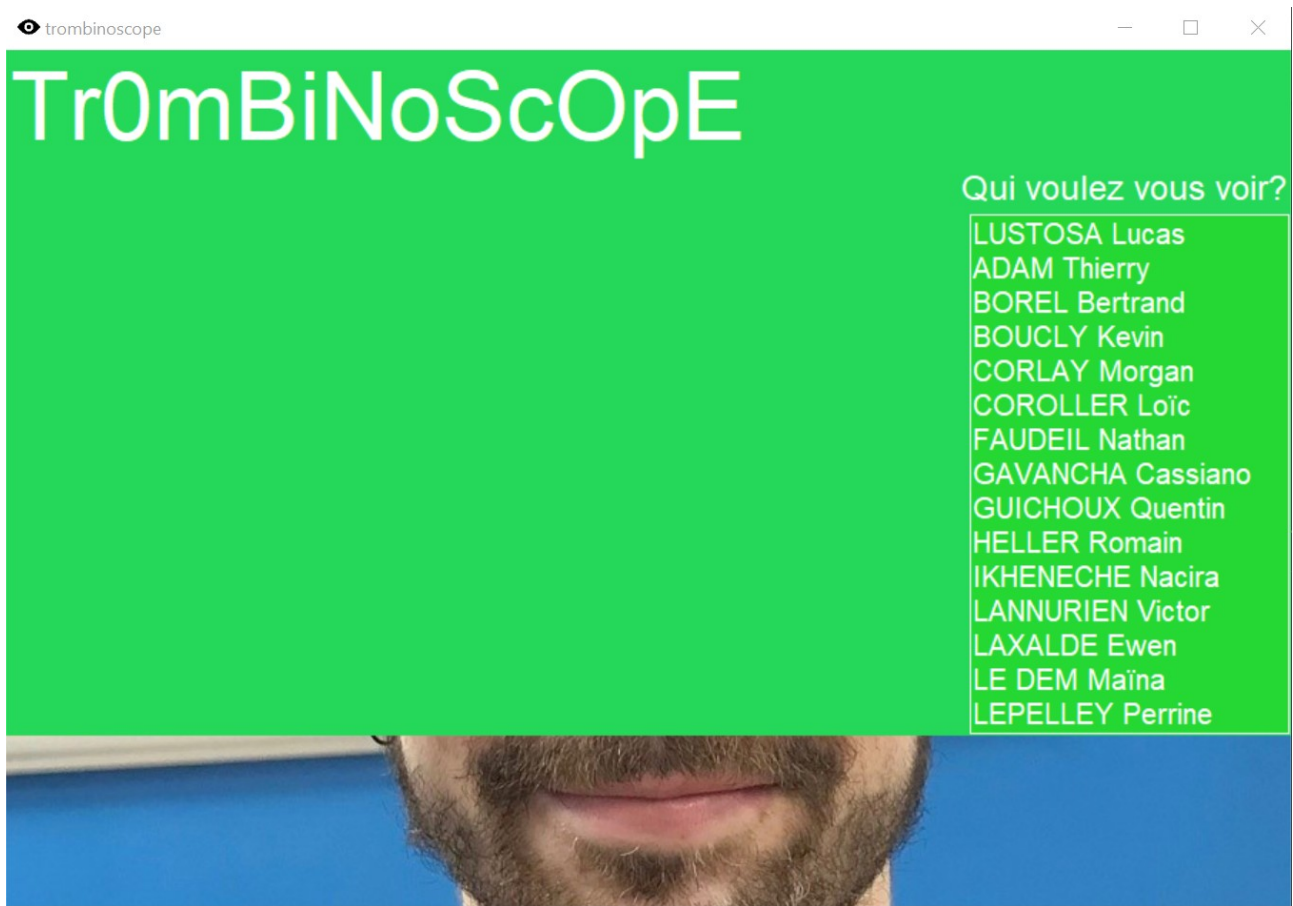 trombinoscope
Tr0mBiNoScOpE
Qui voulez vous voir?
LUSTOSA Lucas
ADAM Thierry
BOREL Bertrand
BOUCLY Kevin
CORLAY Morgan
COROLLER Loïc
FAUDEIL Nathan
GAVANCHA Cassiano
GUICHOUX Quentin
HELLER Romain
IKHENECHE Nacira
LANNURIEN Victor
LAXALDE Ewen
LE DEM Maïna
LEPELLEY Perrine